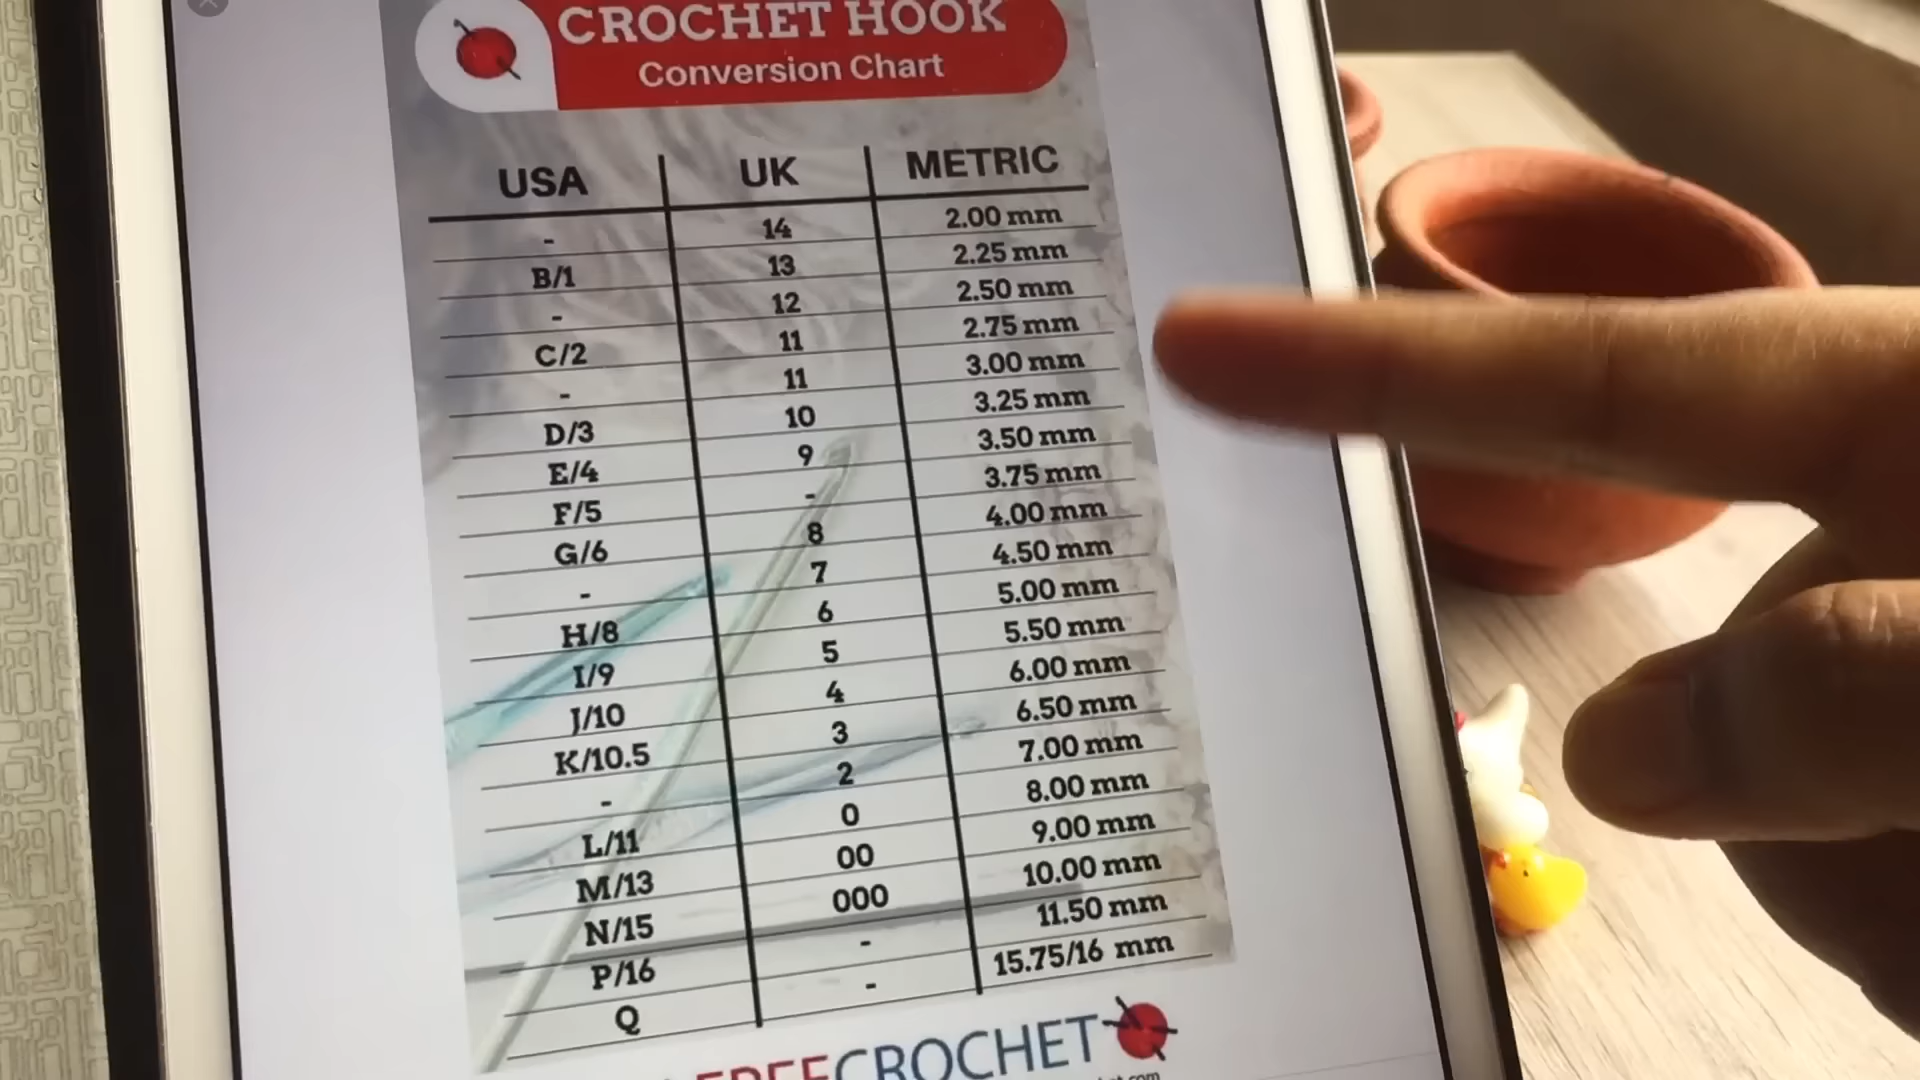 CROCHET HOOK
Conversion Chart
USA UK METRIC
- 14 2.00 mm
B/1 13 2.25 mm
- 12 2.50 mm
C/2 11 2.75 mm
- 11 3.00 mm
D/3 10 3.25 mm
E/4 9 3.50 mm
F/5 - 3.75 mm
G/6 8 4.00 mm
- 7 4.50 mm
H/8 6 5.00 mm
I/9 5 5.50 mm
J/10 4 6.00 mm
K/10.5 3 6.50 mm
- 2 7.00 mm
L/11 0 8.00 mm
M/13 00 9.00 mm
N/15 000 10.00 mm
P/16 - 11.50 mm
Q - 15.75/16 mm
FREECROCHET